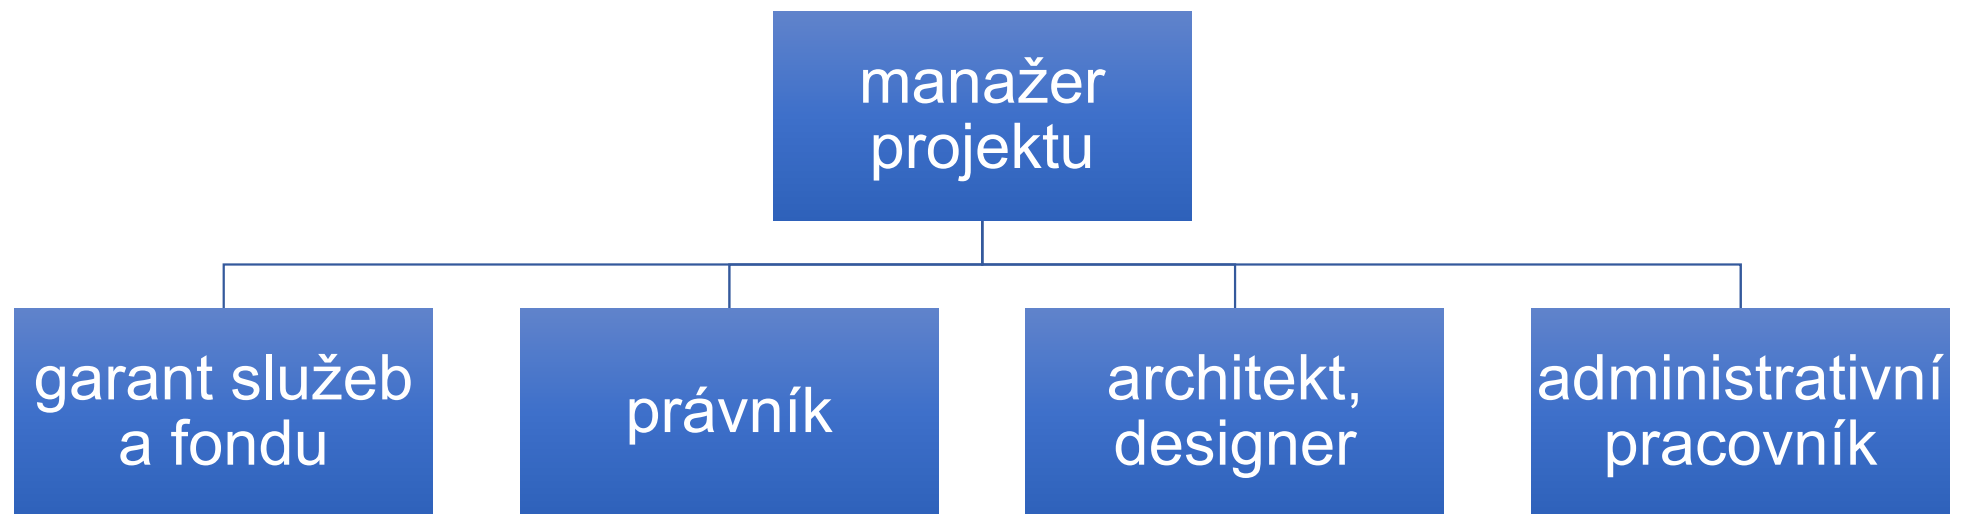 manažer
projektu
garant služeb
a fondu
právník
architekt,
designer
administrativní
pracovník